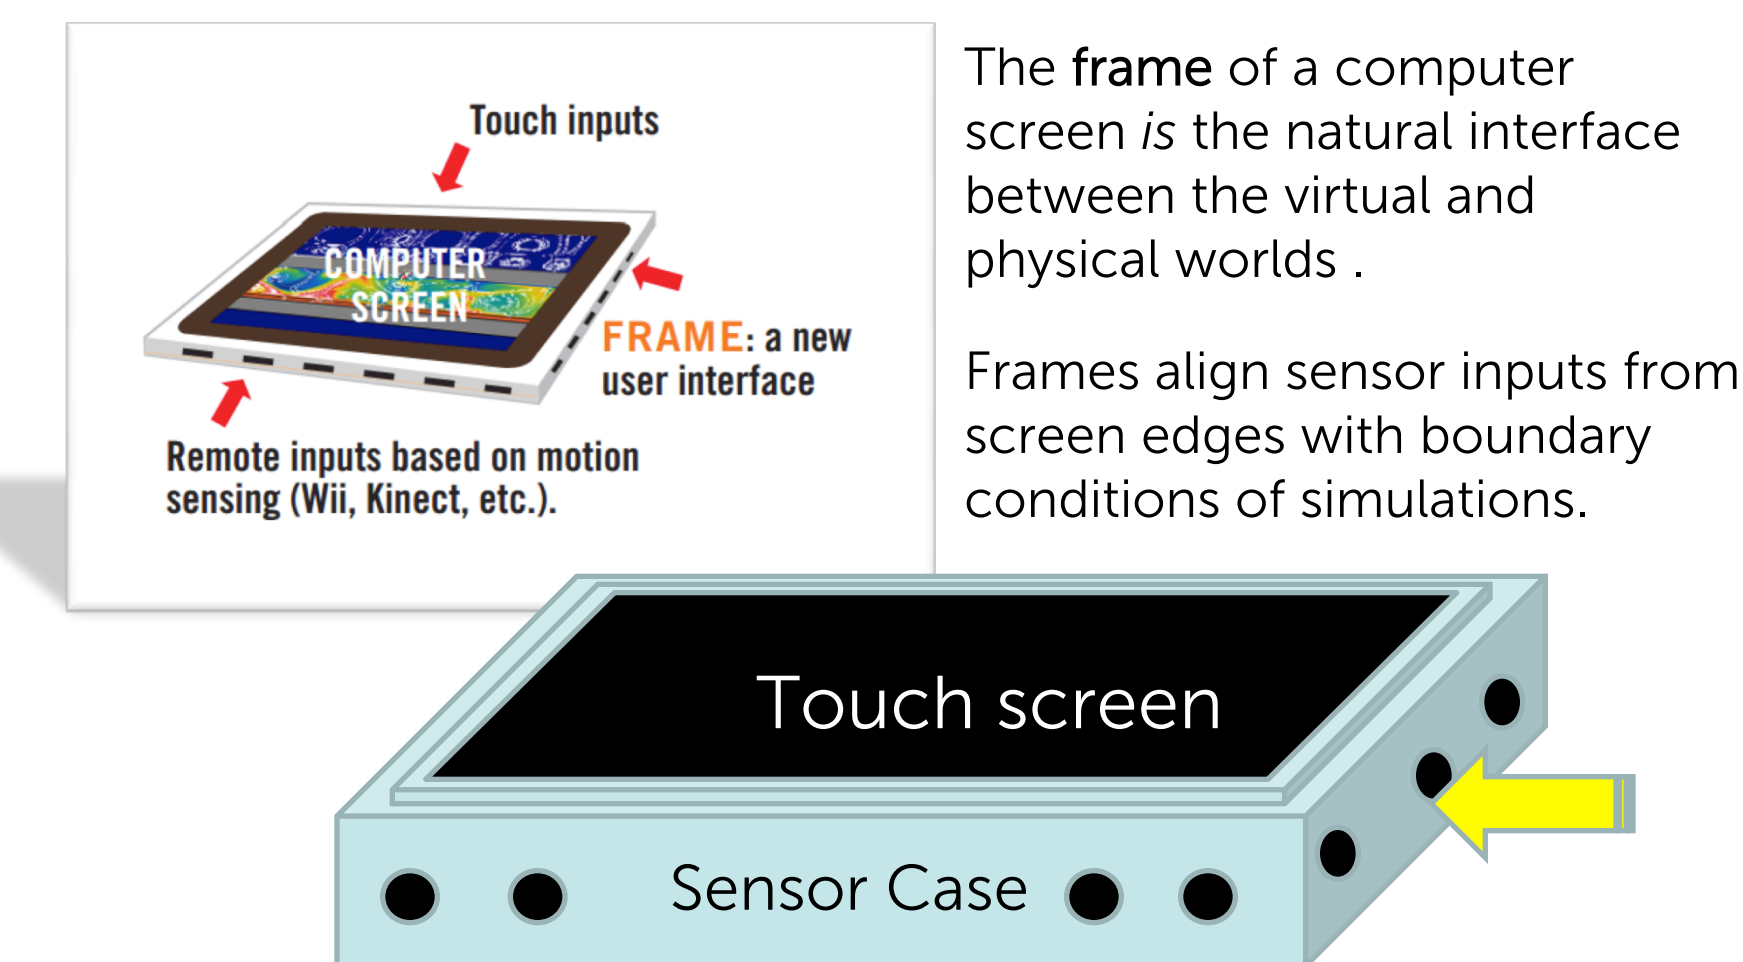 Touch inputs
COMPUTER
SCREEN
FRAME: a new
user interface
Remote inputs based on motion
sensing (Wii, Kinect, etc.).
The frame of a computer
screen is the natural interface
between the virtual and
physical worlds .
Frames align sensor inputs from
screen edges with boundary
conditions of simulations.
Touch screen
Sensor Case